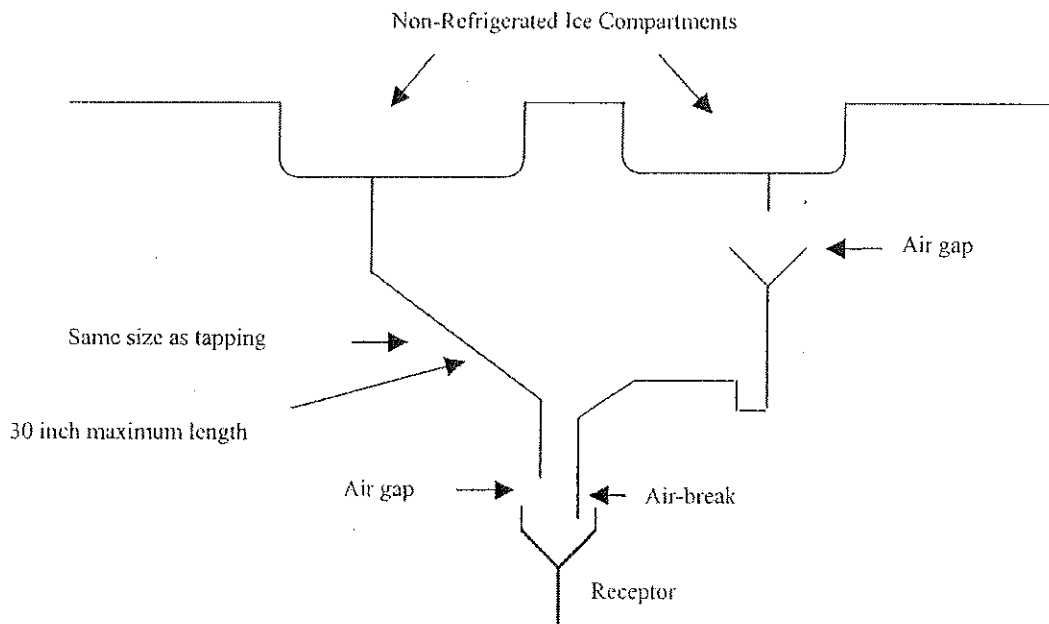 Non-Refrigerated Ice Compartments
Air gap
Same size as tapping
30 inch maximum length
Air gap
Air-break
Receptor